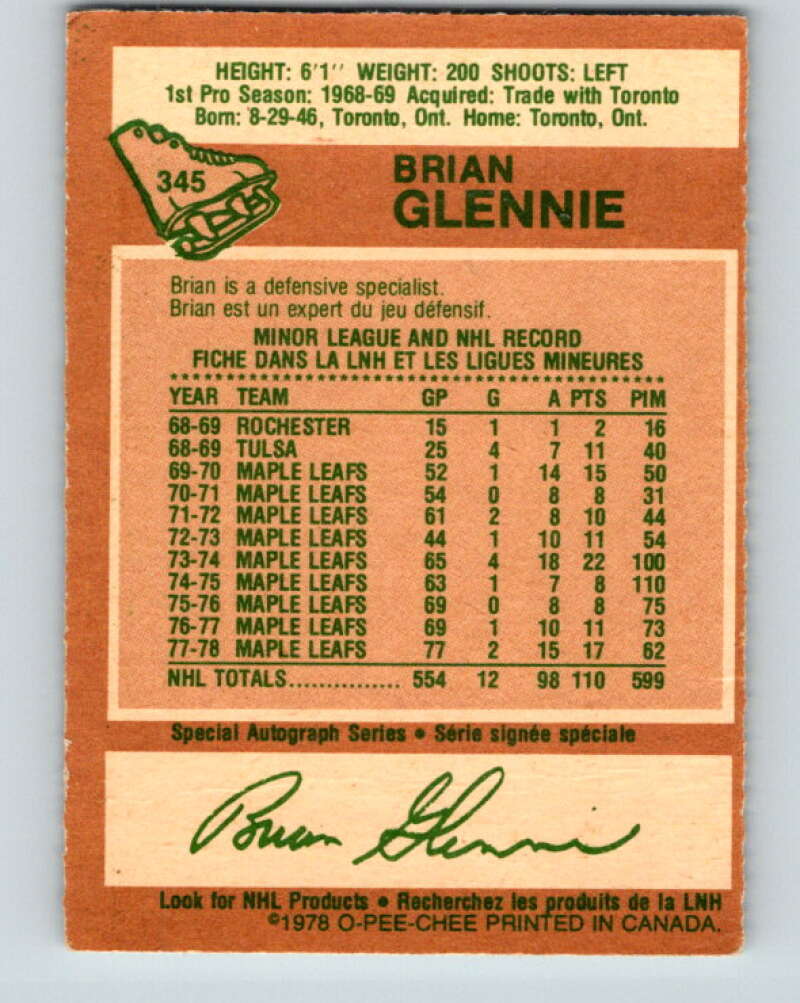 HEIGHT: 6'1" WEIGHT: 200 SHOOTS: LEFT
1st Pro Season: 1968-69 Acquired: Trade with Toronto
Born: 8-29-46, Toronto, Ont. Home: Toronto, Ont.
345
BRIAN
GLENNIE
Brian is a defensive specialist.
Brian est un expert du jeu défensif.
MINOR LEAGUE AND NHL RECORD
FICHE DANS LA LNH ET LES LIGUES MINEURES
YEAR TEAM GP G A PTS PIM
68-69 ROCHESTER 15 1 1 2 16
68-69 TULSA 25 4 7 11 40
69-70 MAPLE LEAFS 52 1 14 15 50
70-71 MAPLE LEAFS 54 0 8 8 31
71-72 MAPLE LEAFS 61 2 8 10 44
72-73 MAPLE LEAFS 44 1 10 11 54
73-74 MAPLE LEAFS 65 4 18 22 100
74-75 MAPLE LEAFS 63 1 7 8 110
75-76 MAPLE LEAFS 69 0 8 8 75
76-77 MAPLE LEAFS 69 1 10 11 73
77-78 MAPLE LEAFS 77 2 15 17 62
NHL TOTALS............... 554 12 98 110 599
Special Autograph Series • Série signée spéciale
Brian Glennie
Look for NHL Products • Recherchez les produits de la LNH
©1978 O-PEE-CHEE PRINTED IN CANADA.